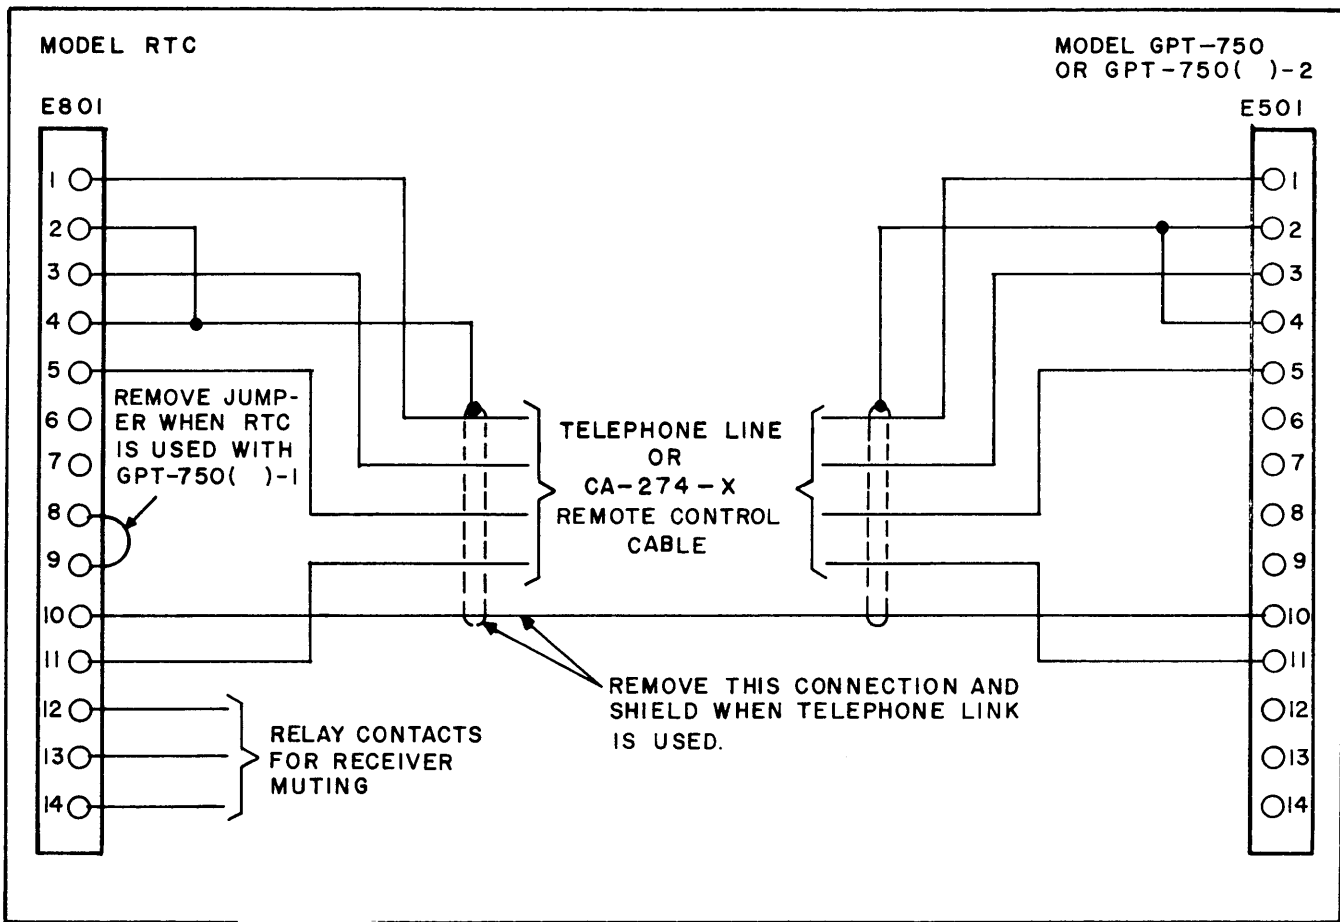 MODEL RTC
MODEL GPT-750
OR GPT-750( )-2
E801
E501
1
2
3
4
5
6
7
8
9
10
11
12
13
14
REMOVE JUMP-
ER WHEN RTC
IS USED WITH
GPT-750( )-1
TELEPHONE LINE
OR
CA-274-X
REMOTE CONTROL
CABLE
REMOVE THIS CONNECTION AND
SHIELD WHEN TELEPHONE LINK
IS USED.
RELAY CONTACTS
FOR RECEIVER
MUTING
1
2
3
4
5
6
7
8
9
10
11
12
13
14